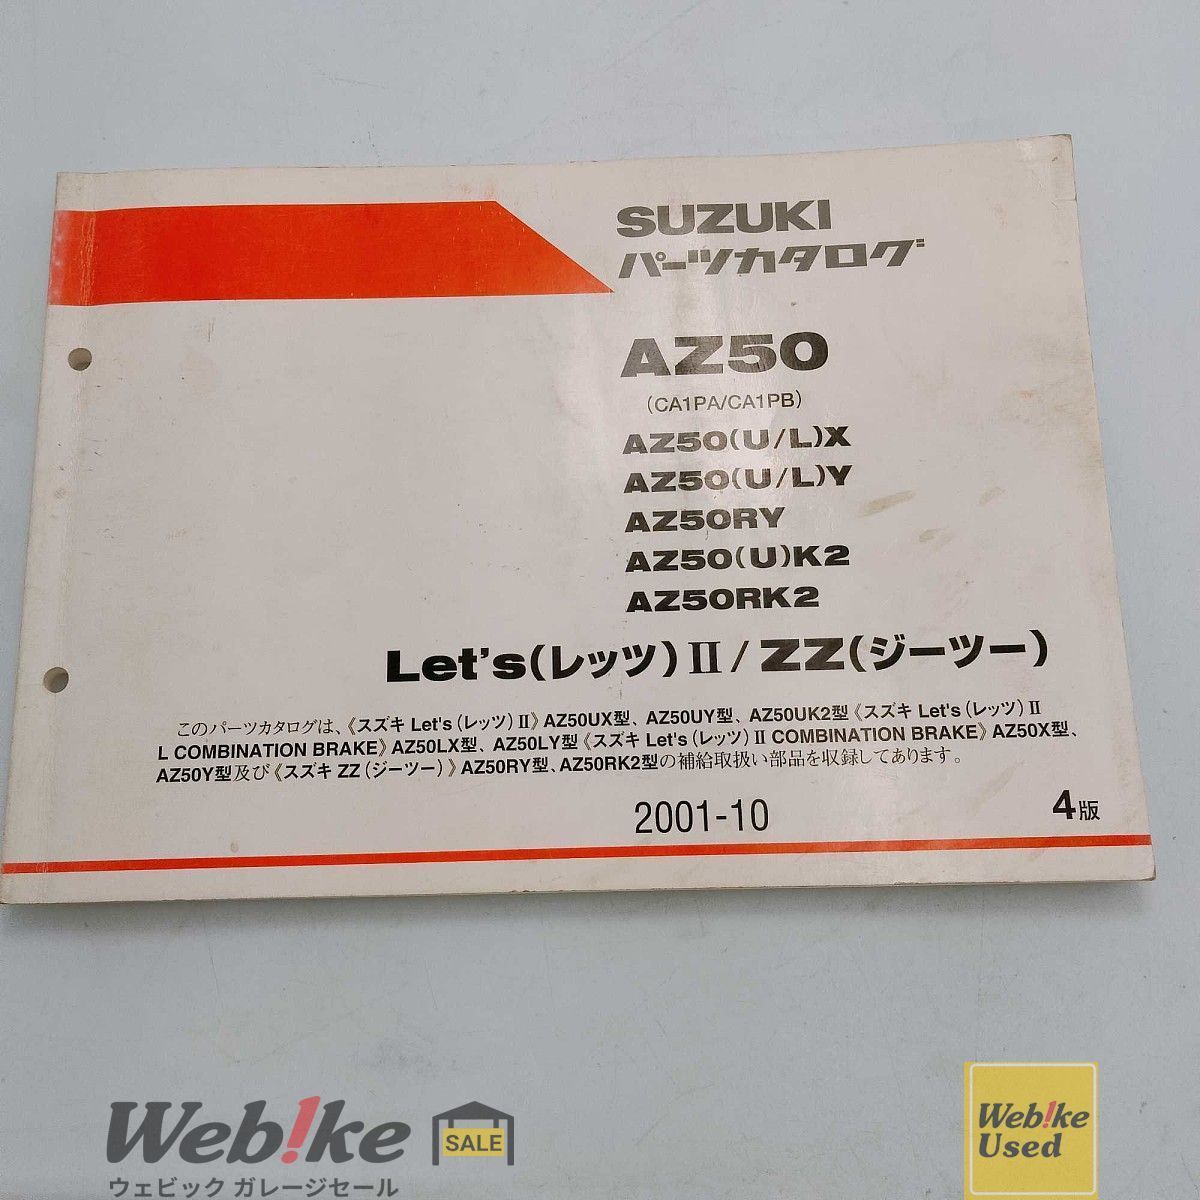 SUZUKI
パーツカタログ
AZ50
(CA1PA/CA1PB)
AZ50(U/L)X
AZ50(U/L)Y
AZ50RY
AZ50(U)K2
AZ50RK2
Let's(レッツ)II/ZZ(ジーツー)
このパーツカタログは、《スズキ Let's(レッツ)II》AZ50UX型、AZ50UY型、AZ50UK2型《スズキ Let's(レッツ)II
L COMBINATION BRAKE》AZ50LX型、AZ50LY型《スズキ Let's(レッツ)II COMBINATION BRAKE》AZ50X型、
AZ50Y型及び《スズキ ZZ(ジーツー)》AZ50RY型、AZ50RK2型の補給取扱い部品を収録してあります。
2001-10
4版
Web!ke
SALE
ウェビック ガレージセール
Web!ke
Used